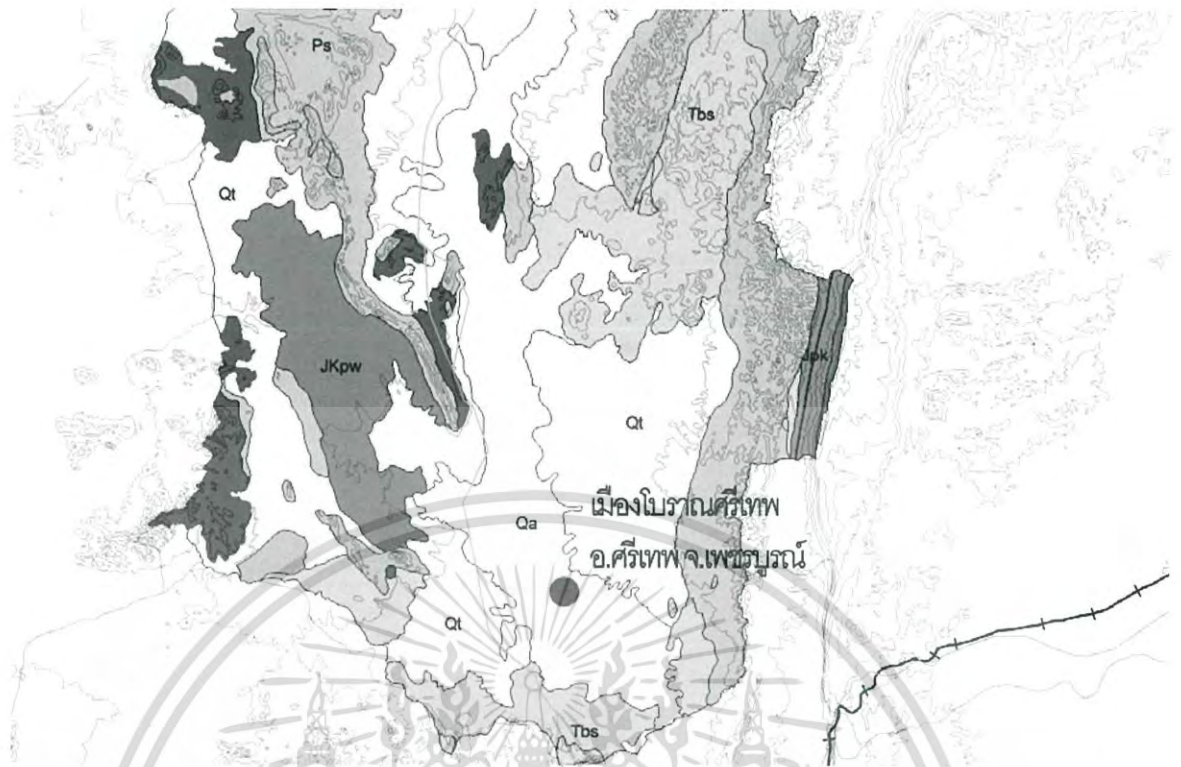 Ps
Tbs
Qt
JKpw
Jpk
Qt
เมืองโบราณศรีเทพ
Qa
อ.ศรีเทพ จ.เพชรบูรณ์
Qt
Tbs